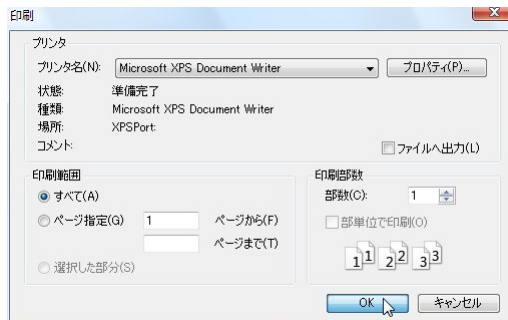 印刷
プリンタ
プリンタ名(N): Microsoft XPS Document Writer プロパティ(P)...
状態: 準備完了
種類: Microsoft XPS Document Writer
場所: XPSPort:
コメント: ファイルへ出力(L)
印刷範囲
すべて(A)
ページ指定(G) 1 ページから(F)
ページまで(T)
選択した部分(S)
印刷部数
部数(C): 1
部単位で印刷(O)
1 1 2 2 3 3
OK キャンセル